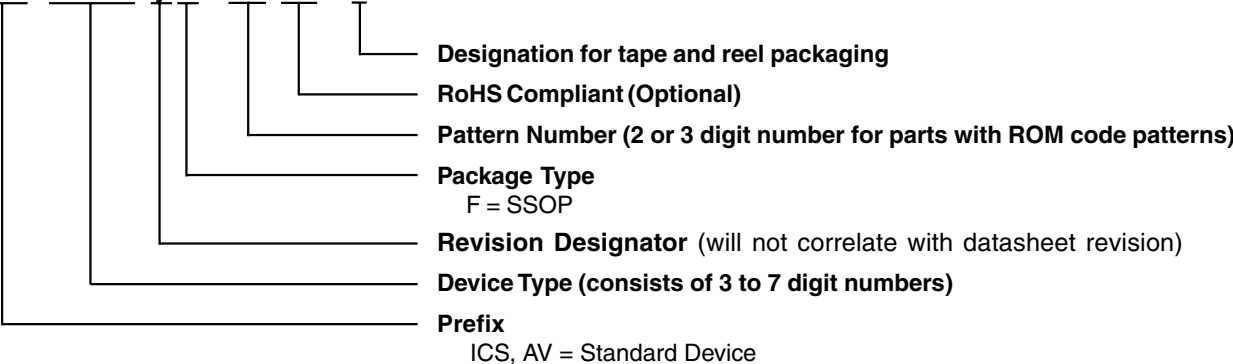 Designation for tape and reel packaging
RoHS Compliant (Optional)
Pattern Number (2 or 3 digit number for parts with ROM code patterns)
Package Type
F = SSOP
Revision Designator (will not correlate with datasheet revision)
Device Type (consists of 3 to 7 digit numbers)
Prefix
ICS, AV = Standard Device